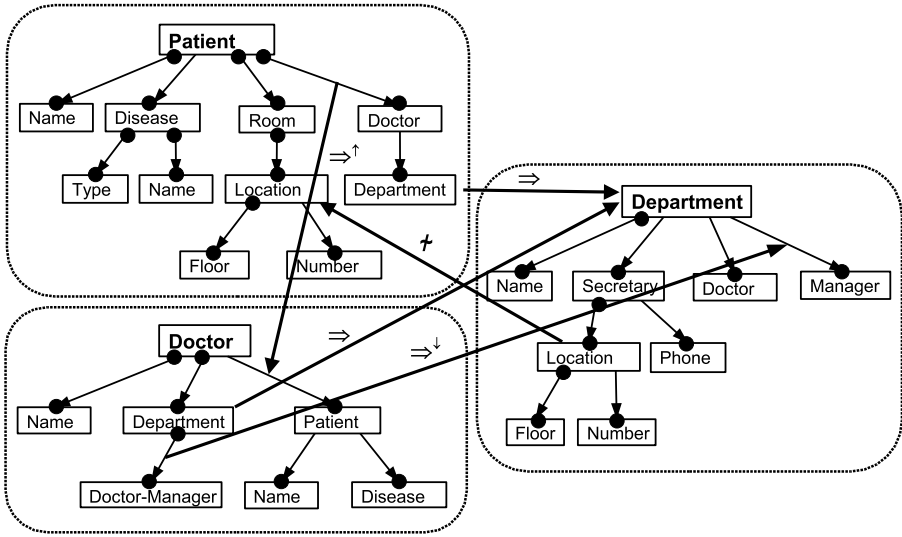 Patient
Name
Disease
Room
Doctor
⇒↑
Type
Name
Location
Department
⇒
Department
≁
Floor
Number
Name
Secretary
Doctor
Manager
Doctor
⇒
⇒↓
Location
Phone
Name
Department
Patient
Floor
Number
Doctor-Manager
Name
Disease